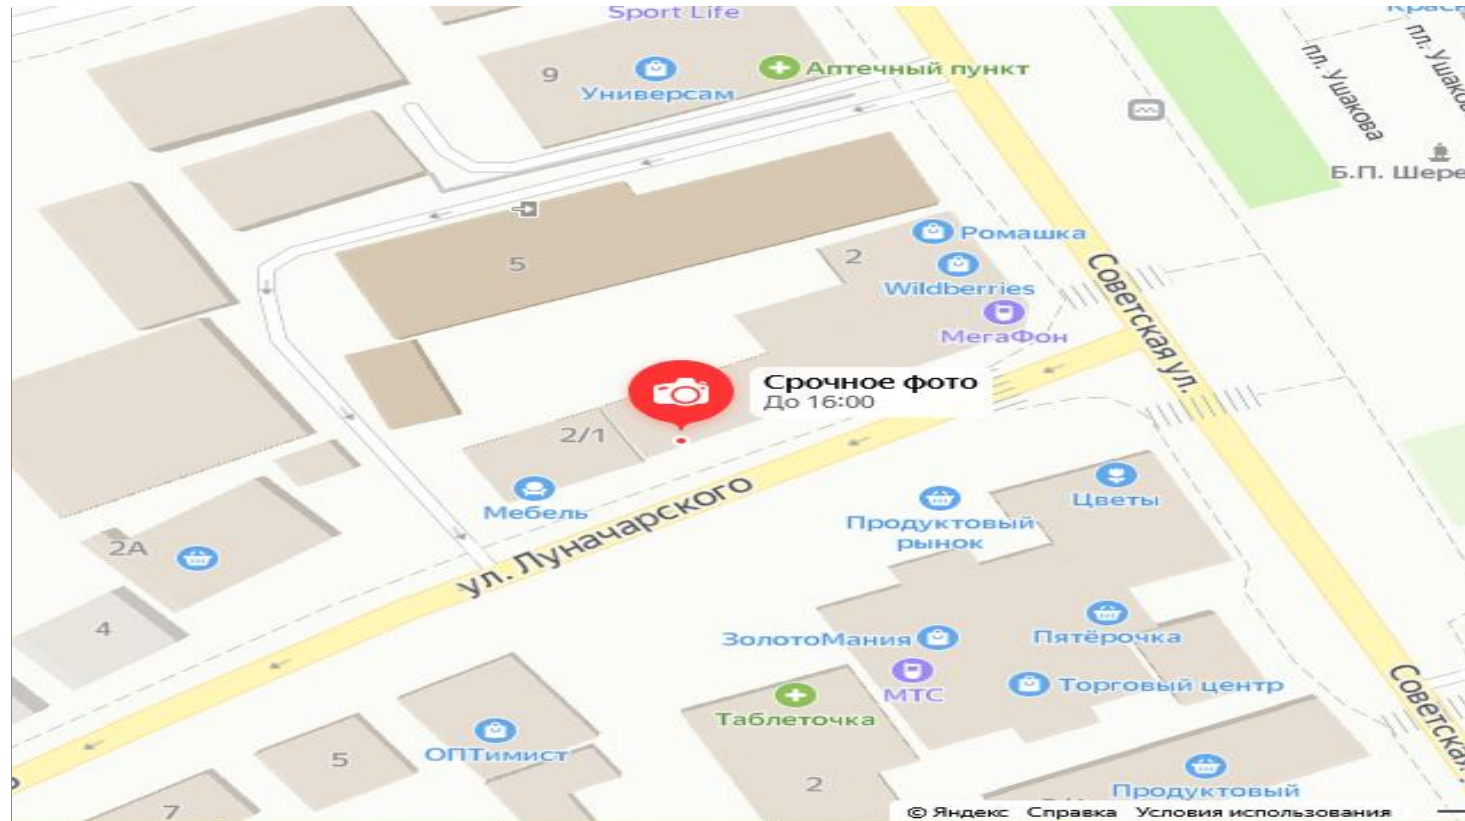 Sport Life
9
Универсам
Аптечный пункт
пл. Ушакова
Б.П. Шере
5
2
Ромашка
Wildberries
МегаФон
Советская ул.
Срочное фото
До 16:00
2/1
Мебель
ул. Луначарского
Цветы
Продуктовый
рынок
2А
4
ЗолотоМания
Пятёрочка
МТС
Торговый центр
Таблеточка
Советская
ОПТимист
5
2
7
Продуктовый
© Яндекс Справка Условия использования